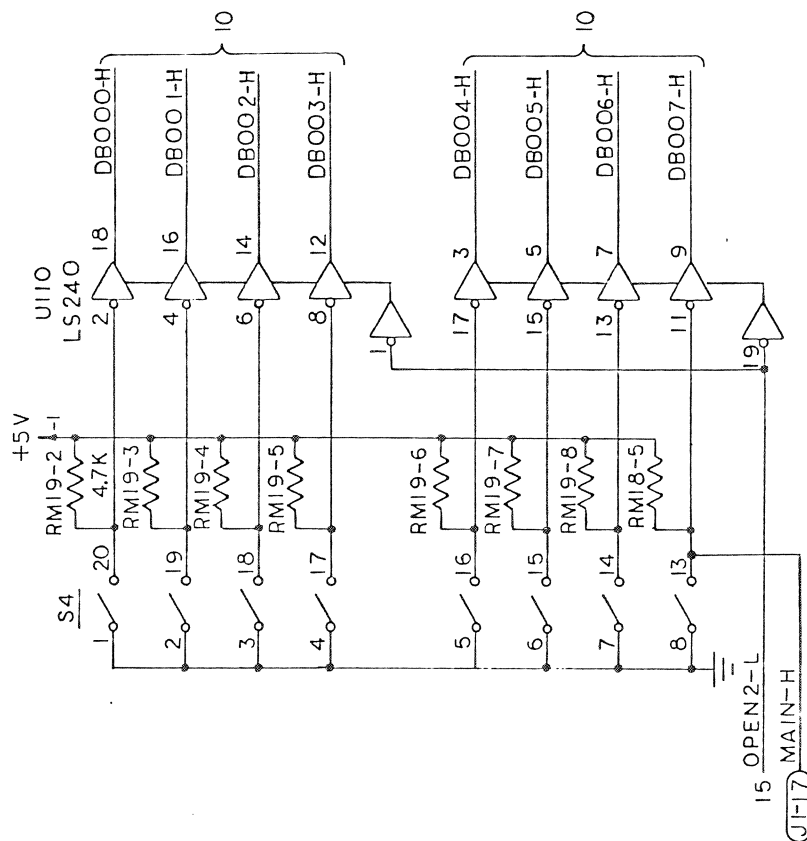 U110
LS240
+5V
-1
S4
1
20
RM19-2
4.7K
2
18
DB000-H
2
19
RM19-3
4
16
DB001-H
10
3
18
RM19-4
6
14
DB002-H
4
17
RM19-5
8
12
DB003-H
1
5
16
RM19-6
17
3
DB004-H
6
15
RM19-7
15
5
DB005-H
10
7
14
RM19-8
13
7
DB006-H
8
13
RM18-5
11
9
DB007-H
19
15 OPEN2-L
J1-17 MAIN-H